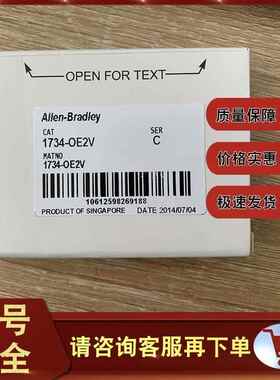 OPEN FOR TEXT
Allen-Bradley
CAT
SER
1734-OE2V
C
MATNO
1734-OE2V
10612598269188
PRODUCT OF SINGAPORE
DATE 2014/07/04
质量保障
价格实惠
极速发货
号
全
请咨询客服再下单